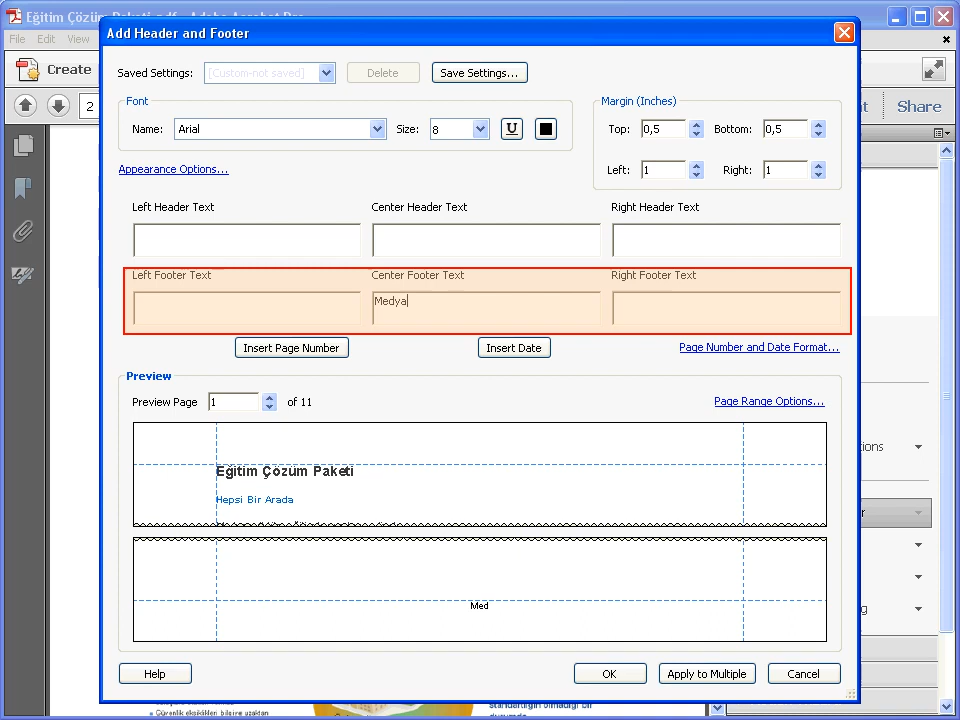 Eğitim Çözüm Paketi.pdf - Adobe Acrobat Pro
Add Header and Footer
File Edit View
Create
2
Share
Saved Settings: [Custom-not saved] Delete Save Settings...
Font
Name: Arial Size: 8 U
Margin (Inches)
Top: 0,5 Bottom: 0,5
Left: 1 Right: 1
Appearance Options...
Left Header Text Center Header Text Right Header Text
Left Footer Text Center Footer Text Right Footer Text
Medya
Insert Page Number Insert Date Page Number and Date Format...
Preview
Preview Page 1 of 11 Page Range Options...
Eğitim Çözüm Paketi
Hepsi Bir Arada
Med
Help OK Apply to Multiple Cancel
Güvenlik eksiklikleri